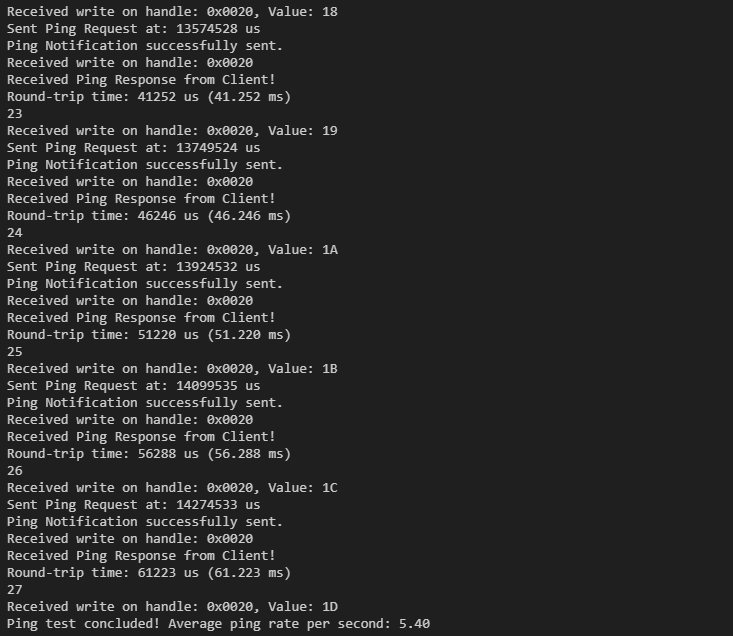 Received write on handle: 0x0020, Value: 18
Sent Ping Request at: 13574528 us
Ping Notification successfully sent.
Received write on handle: 0x0020
Received Ping Response from Client!
Round-trip time: 41252 us (41.252 ms)
23
Received write on handle: 0x0020, Value: 19
Sent Ping Request at: 13749524 us
Ping Notification successfully sent.
Received write on handle: 0x0020
Received Ping Response from Client!
Round-trip time: 46246 us (46.246 ms)
24
Received write on handle: 0x0020, Value: 1A
Sent Ping Request at: 13924532 us
Ping Notification successfully sent.
Received write on handle: 0x0020
Received Ping Response from Client!
Round-trip time: 51220 us (51.220 ms)
25
Received write on handle: 0x0020, Value: 1B
Sent Ping Request at: 14099535 us
Ping Notification successfully sent.
Received write on handle: 0x0020
Received Ping Response from Client!
Round-trip time: 56288 us (56.288 ms)
26
Received write on handle: 0x0020, Value: 1C
Sent Ping Request at: 14274533 us
Ping Notification successfully sent.
Received write on handle: 0x0020
Received Ping Response from Client!
Round-trip time: 61223 us (61.223 ms)
27
Received write on handle: 0x0020, Value: 1D
Ping test concluded! Average ping rate per second: 5.40